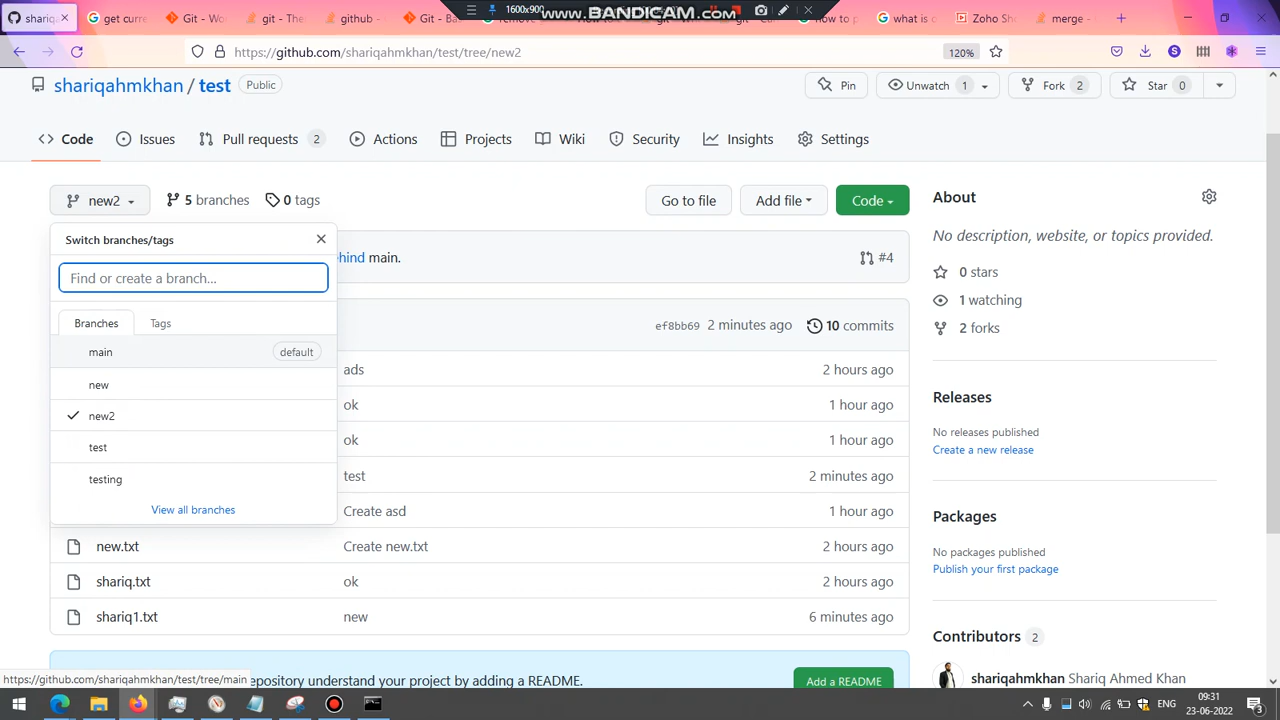 1600x900
www.BANDICAM.com
shariq
get curre
Git - Wo
git - The
github -
Git - Ba
git
how to p
what is o
Zoho Sh
merge -
https://github.com/shariqahmkhan/test/tree/new2
120%
shariqahmkhan / test Public
Pin
Unwatch 1
Fork 2
Star 0
Code
Issues
Pull requests 2
Actions
Projects
Wiki
Security
Insights
Settings
new2
5 branches
0 tags
Go to file
Add file
Code
About
No description, website, or topics provided.
0 stars
1 watching
2 forks
Switch branches/tags
Find or create a branch...
Branches
Tags
main default
new
new2
test
testing
View all branches
hind main.
#4
ef8bb69 2 minutes ago 10 commits
ads 2 hours ago
ok 1 hour ago
ok 1 hour ago
test 2 minutes ago
Create asd 1 hour ago
new.txt Create new.txt 2 hours ago
shariq.txt ok 2 hours ago
shariq1.txt new 6 minutes ago
epository understand your project by adding a README.
Add a README
Releases
No releases published
Create a new release
Packages
No packages published
Publish your first package
Contributors 2
shariqahmkhan Shariq Ahmed Khan
https://github.com/shariqahmkhan/test/tree/main
ENG
09:31
23-06-2022
3